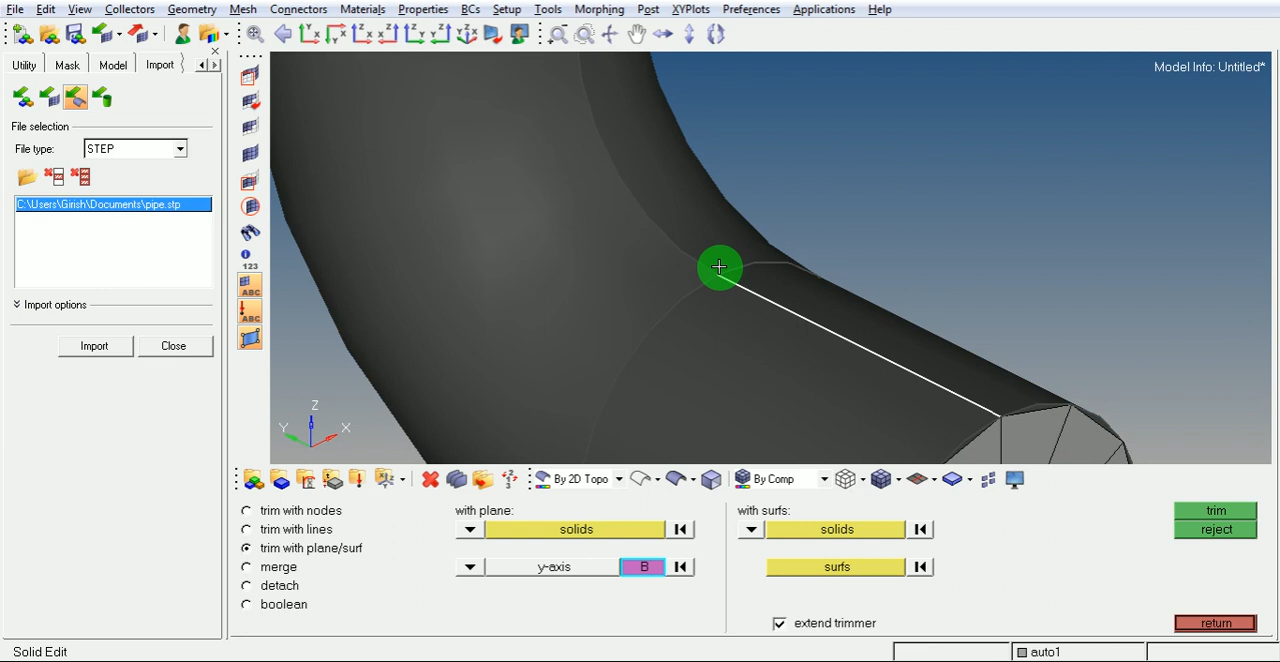 File Edit View Collectors Geometry Mesh Connectors Materials Properties BCs Setup Tools Morphing Post XYPlots Preferences Applications Help
Utility Mask Model Import
File selection
File type: STEP
C:\Users\Girish\Documents\pipe.stp
Import options
Import Close
123
ABC
ABC
Model Info: Untitled*
Z
Y X
By 2D Topo By Comp
trim with nodes with plane: with surfs: trim
trim with lines solids solids reject
trim with plane/surf
merge y-axis B surfs
detach
boolean extend trimmer return
Solid Edit auto1